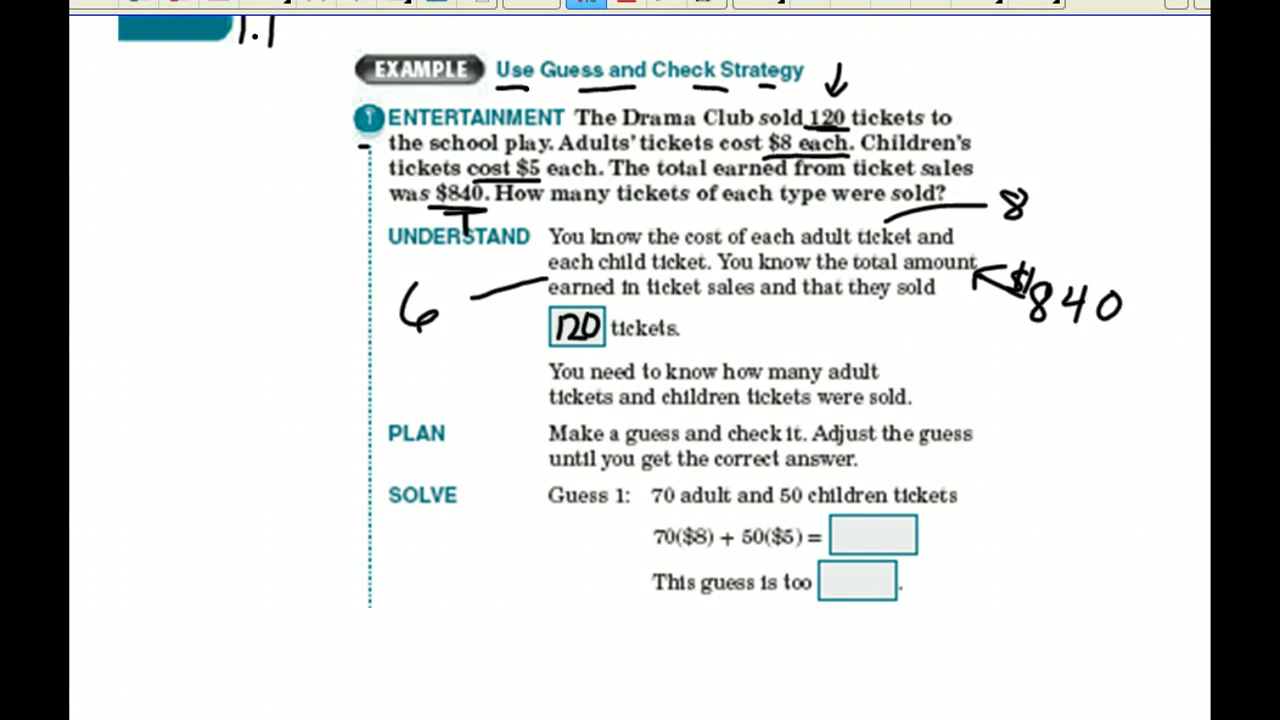 1.1
EXAMPLE Use Guess and Check Strategy
1 ENTERTAINMENT The Drama Club sold 120 tickets to
the school play. Adults' tickets cost $8 each. Children's
tickets cost $5 each. The total earned from ticket sales
was $840. How many tickets of each type were sold?
8
T
UNDERSTAND You know the cost of each adult ticket and
each child ticket. You know the total amount
earned in ticket sales and that they sold
$840
6
120 tickets.
You need to know how many adult
tickets and children tickets were sold.
PLAN Make a guess and check it. Adjust the guess
until you get the correct answer.
SOLVE Guess 1: 70 adult and 50 children tickets
70($8) + 50($5) =
This guess is too .